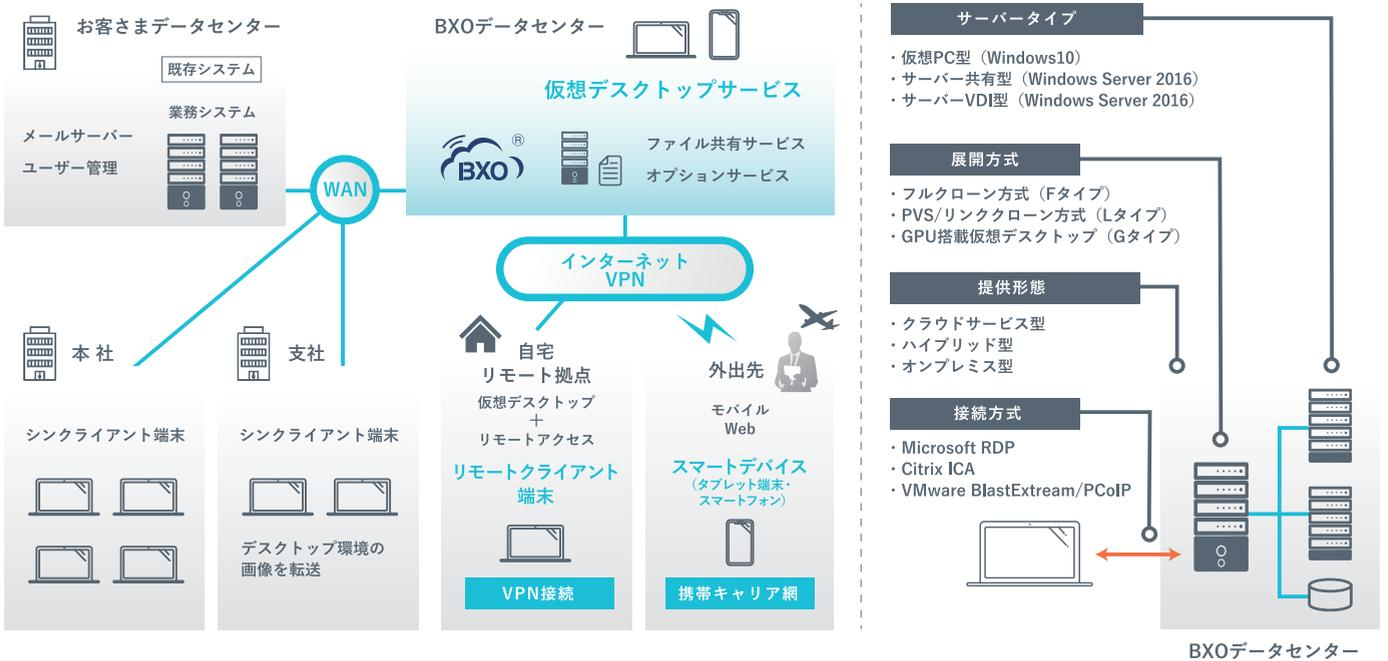 お客さまデータセンター
既存システム
業務システム
メールサーバー
ユーザー管理
WAN
BXOデータセンター
仮想デスクトップサービス
BXO®
ファイル共有サービス
オプションサービス
インターネット
VPN
本 社
シンクライアント端末
支社
シンクライアント端末
デスクトップ環境の
画像を転送
自宅
リモート拠点
仮想デスクトップ
＋
リモートアクセス
リモートクライアント
端末
VPN接続
外出先
モバイル
Web
スマートデバイス
（タブレット端末・
スマートフォン）
携帯キャリア網
サーバータイプ
・仮想PC型（Windows10）
・サーバー共有型（Windows Server 2016）
・サーバーVDI型（Windows Server 2016）
展開方式
・フルクローン方式（Fタイプ）
・PVS/リンククローン方式（Lタイプ）
・GPU搭載仮想デスクトップ（Gタイプ）
提供形態
・クラウドサービス型
・ハイブリッド型
・オンプレミス型
接続方式
・Microsoft RDP
・Citrix ICA
・VMware BlastExtream/PCoIP
BXOデータセンター